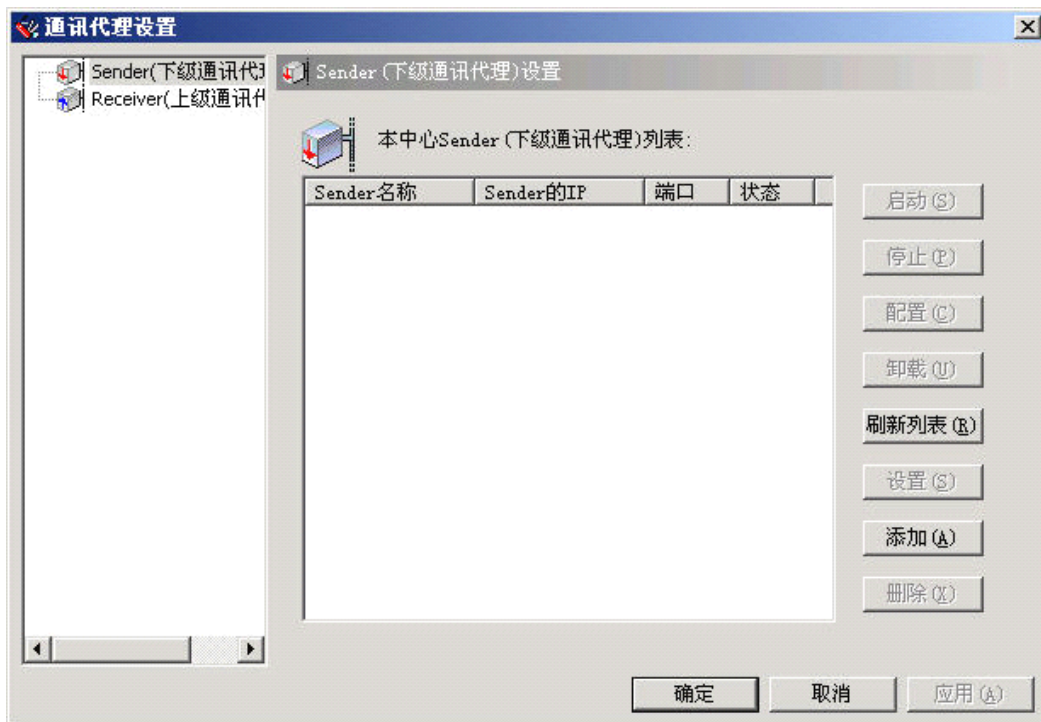 通讯代理设置
Sender(下级通讯代
Receiver(上级通讯代
Sender (下级通讯代理)设置
本中心Sender (下级通讯代理)列表:
Sender名称 Sender的IP 端口 状态
启动(S)
停止(P)
配置(C)
卸载(U)
刷新列表(R)
设置(S)
添加(A)
删除(X)
确定 取消 应用(A)